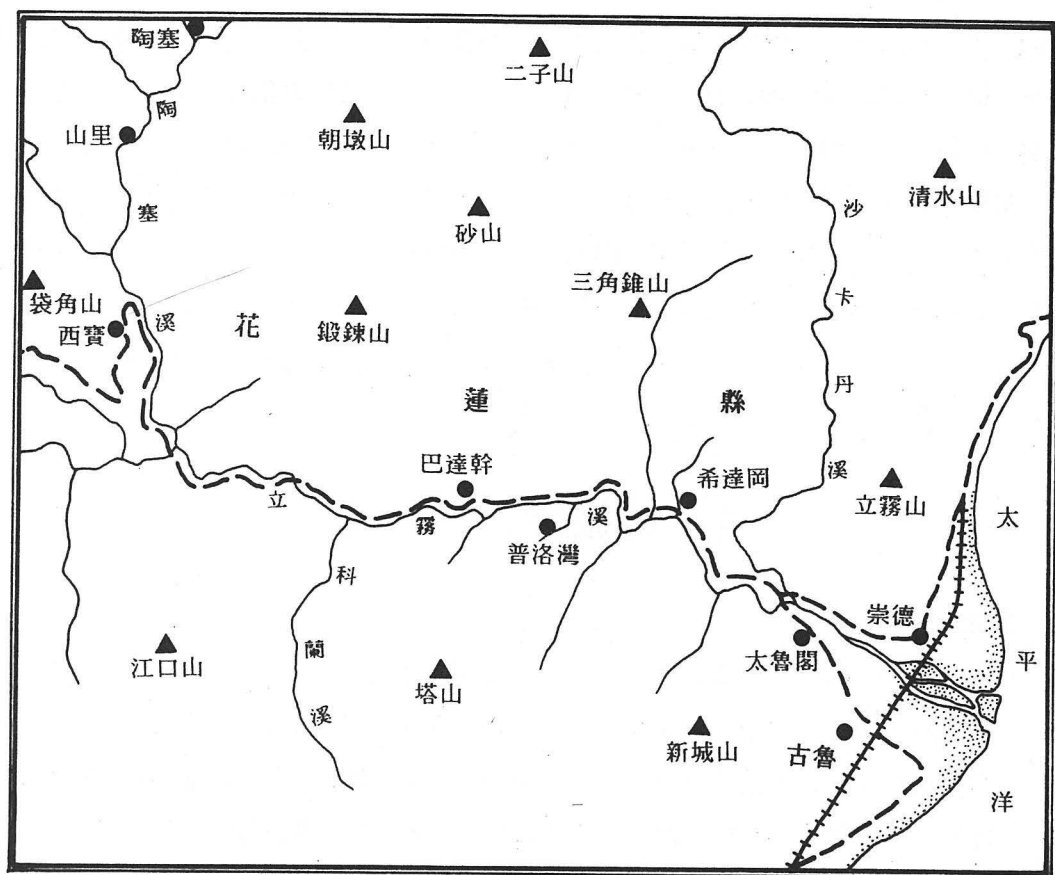 陶塞
二子山
陶塞溪
朝墩山
山里
清水山
沙卡丹溪
砂山
三角錐山
袋角山
西寶
鍛鍊山
花蓮縣
巴達幹
希達岡
立霧溪
立霧山
普洛灣
太平洋
科蘭溪
崇德
太魯閣
江口山
塔山
新城山
古魯